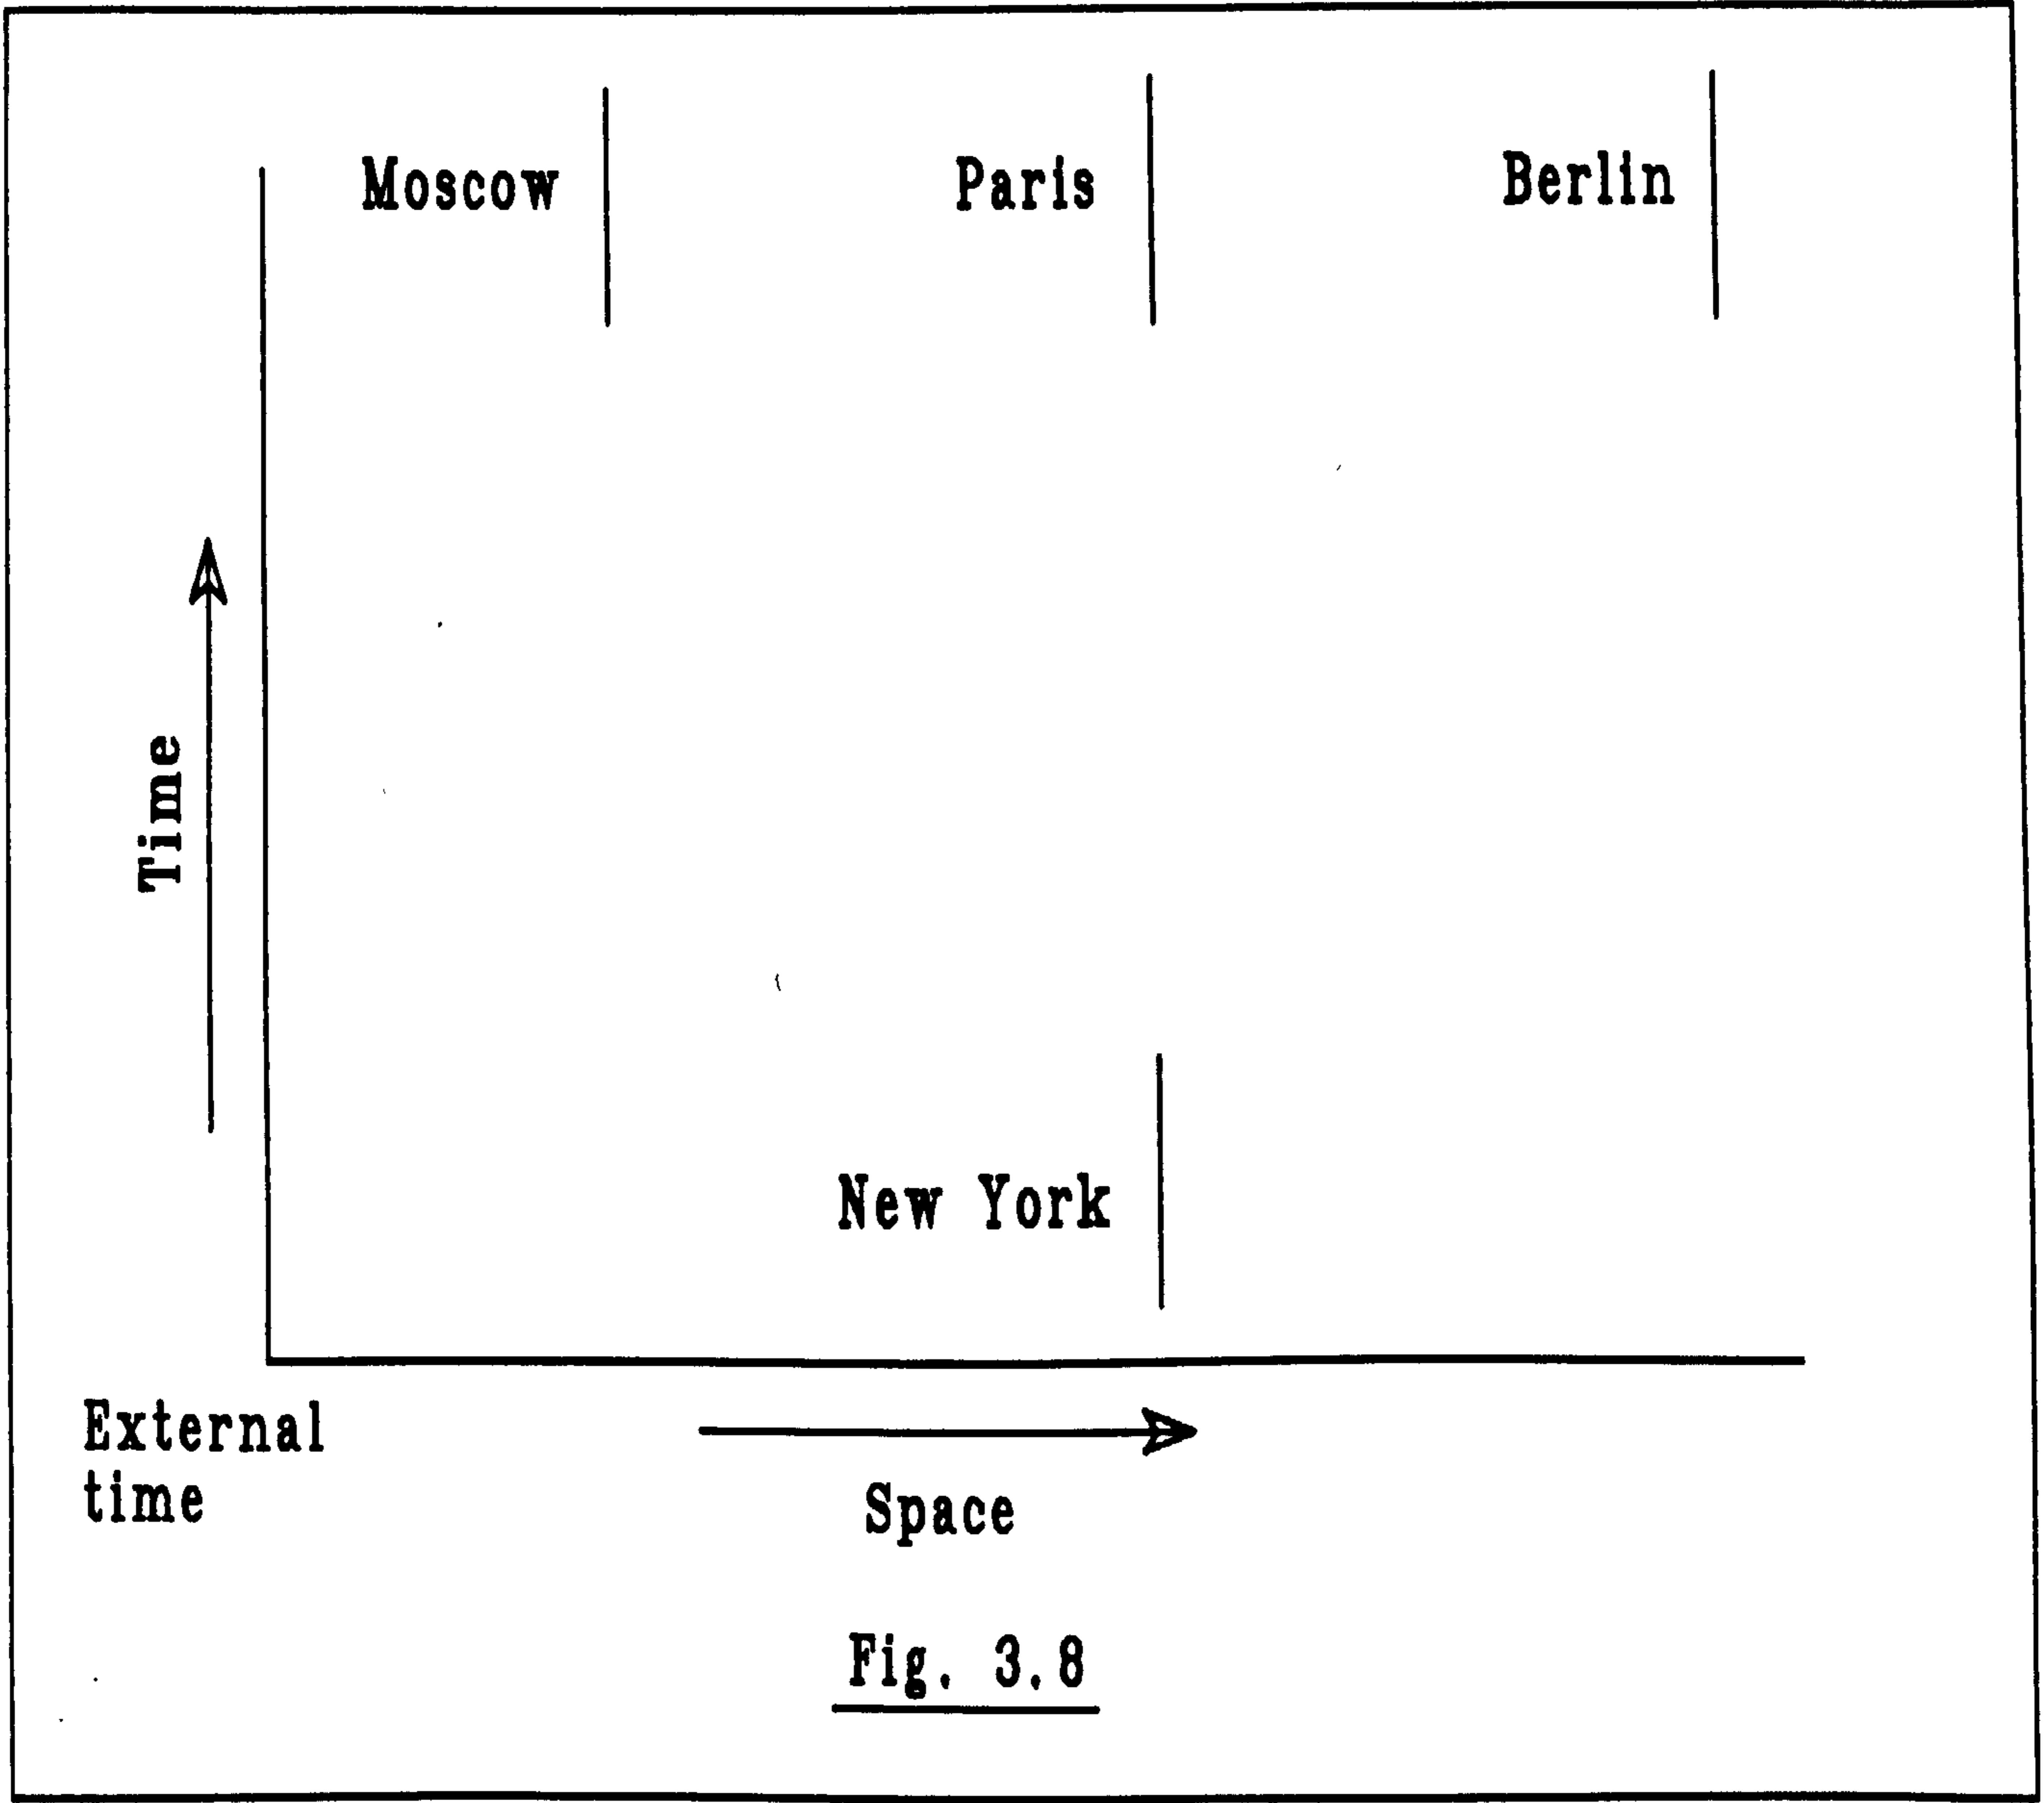 Moscow Paris Berlin
Time
New York
External
time
Space
Fig. 3.8